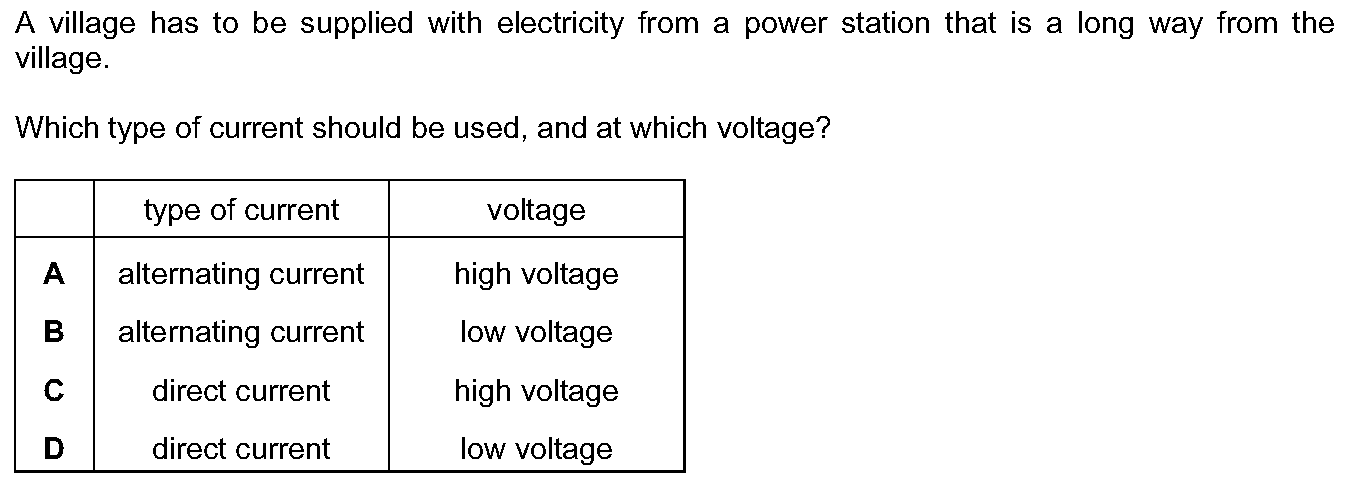 A village has to be supplied with electricity from a power station that is a long way from the
village.
Which type of current should be used, and at which voltage?
type of current voltage
A alternating current high voltage
B alternating current low voltage
C direct current high voltage
D direct current low voltage